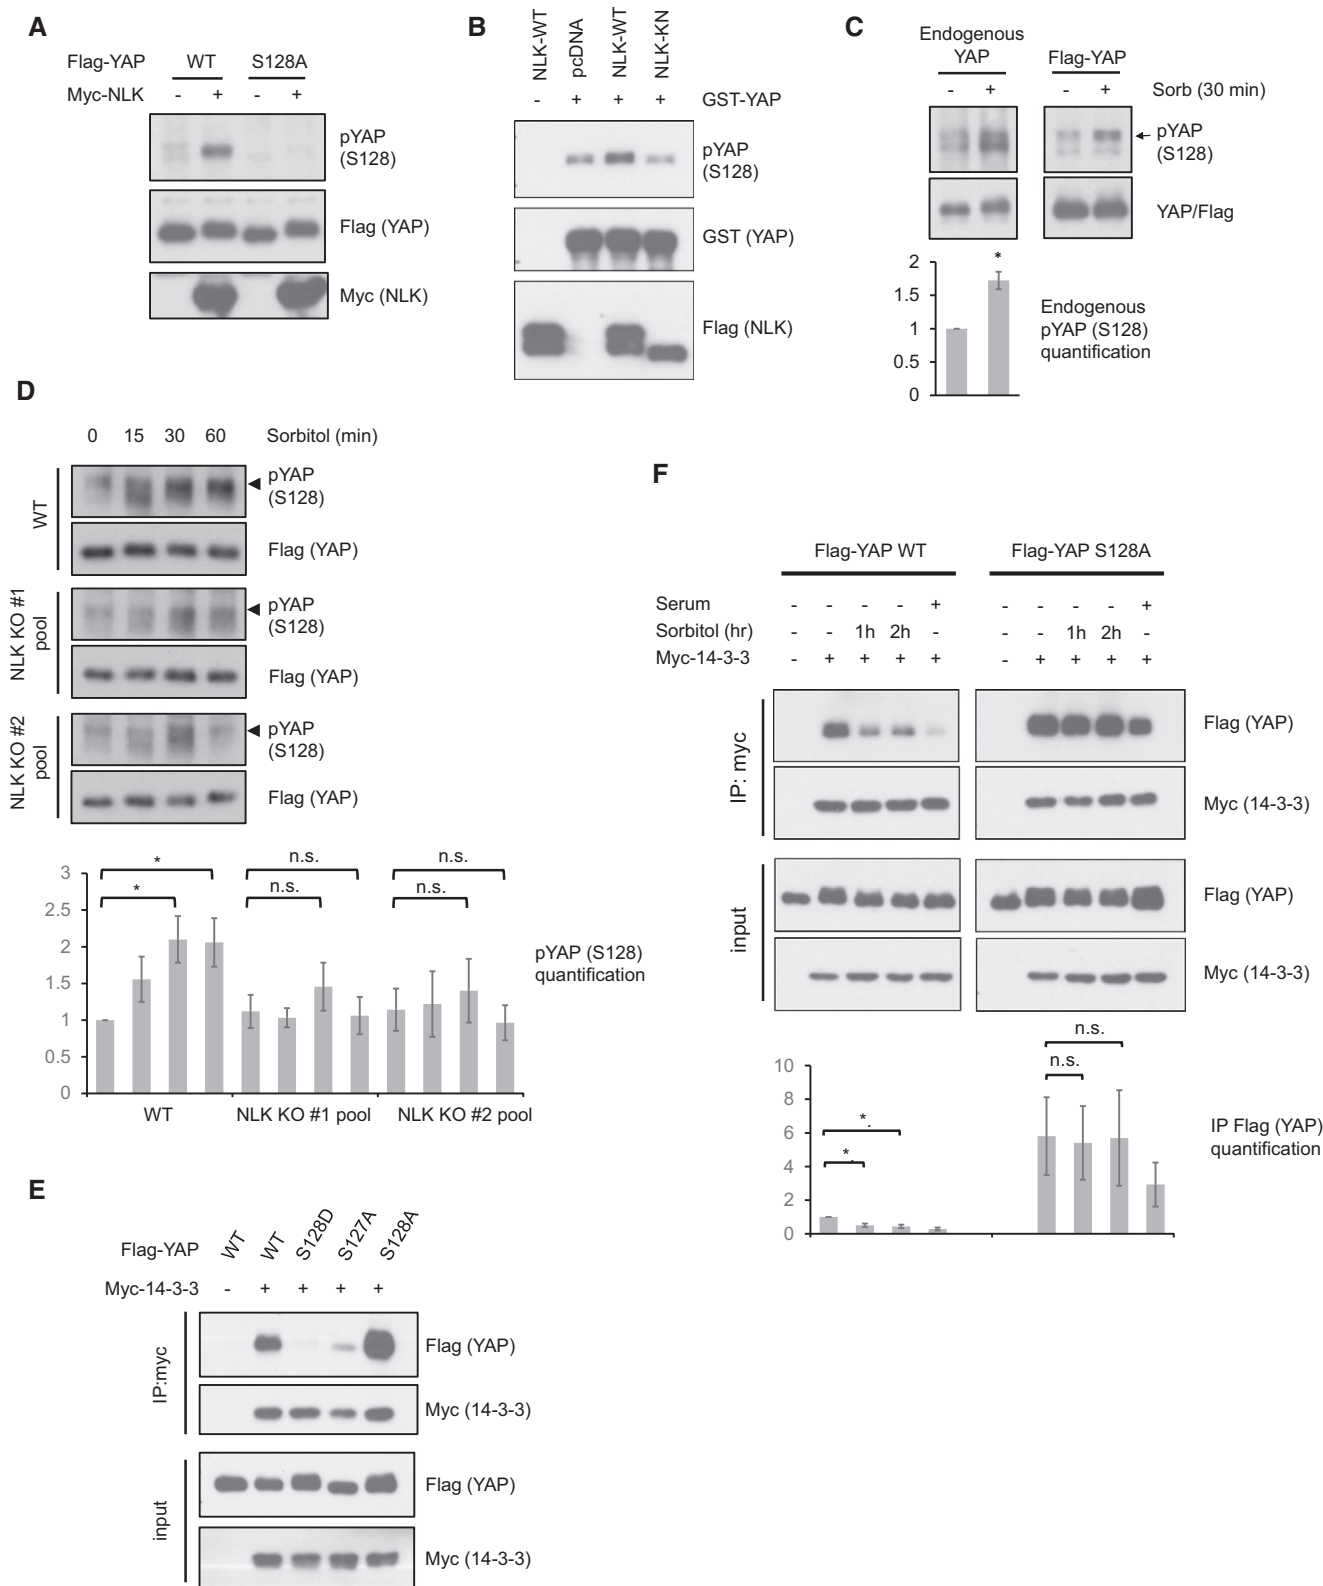 A
Flag-YAP WT S128A
Myc-NLK - + - +
pYAP
(S128)
Flag (YAP)
Myc (NLK)
B
NLK-WT pcDNA NLK-WT NLK-KN
- + + + GST-YAP
pYAP
(S128)
GST (YAP)
Flag (NLK)
C
Endogenous
YAP
Flag-YAP
- + - + Sorb (30 min)
pYAP
(S128)
YAP/Flag
2
1.5
1
0.5
0
*
Endogenous
pYAP (S128)
quantification
D
0 15 30 60 Sorbitol (min)
WT
pYAP
(S128)
Flag (YAP)
NLK KO #1
pool
pYAP
(S128)
Flag (YAP)
NLK KO #2
pool
pYAP
(S128)
Flag (YAP)
3
2.5
2
1.5
1
0.5
0
* n.s. n.s.
* n.s. n.s.
WT NLK KO #1 pool NLK KO #2 pool
pYAP (S128)
quantification
E
Flag-YAP WT WT S128D S127A S128A
Myc-14-3-3 - + + + +
IP:myc
Flag (YAP)
Myc (14-3-3)
input
Flag (YAP)
Myc (14-3-3)
F
Flag-YAP WT Flag-YAP S128A
Serum - - - - + - - - - +
Sorbitol (hr) - - 1h 2h - - - 1h 2h -
Myc-14-3-3 - + + + + - + + + +
IP: myc
Flag (YAP)
Myc (14-3-3)
input
Flag (YAP)
Myc (14-3-3)
10
8
6
4
2
0
*.
*.
n.s.
n.s.
IP Flag (YAP)
quantification